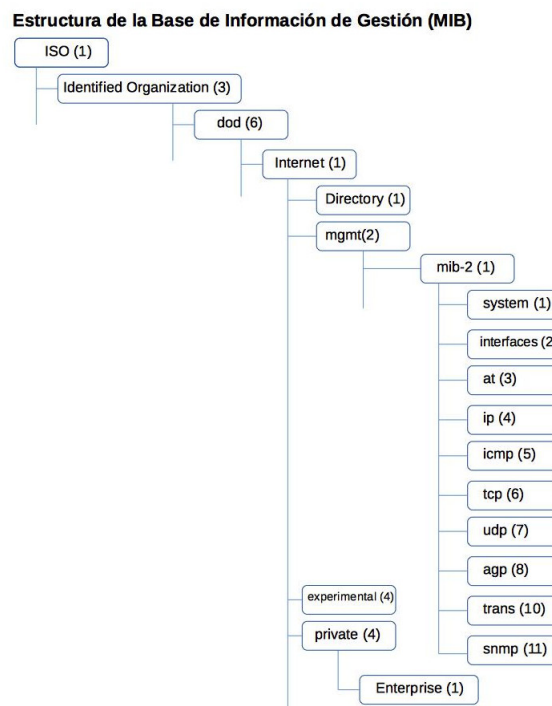 Estructura de la Base de Información de Gestión (MIB)
ISO (1)
Identified Organization (3)
dod (6)
Internet (1)
Directory (1)
mgmt(2)
mib-2 (1)
system (1)
interfaces (2
at (3)
ip (4)
icmp (5)
tcp (6)
udp (7)
agp (8)
trans (10)
snmp (11)
experimental (4)
private (4)
Enterprise (1)